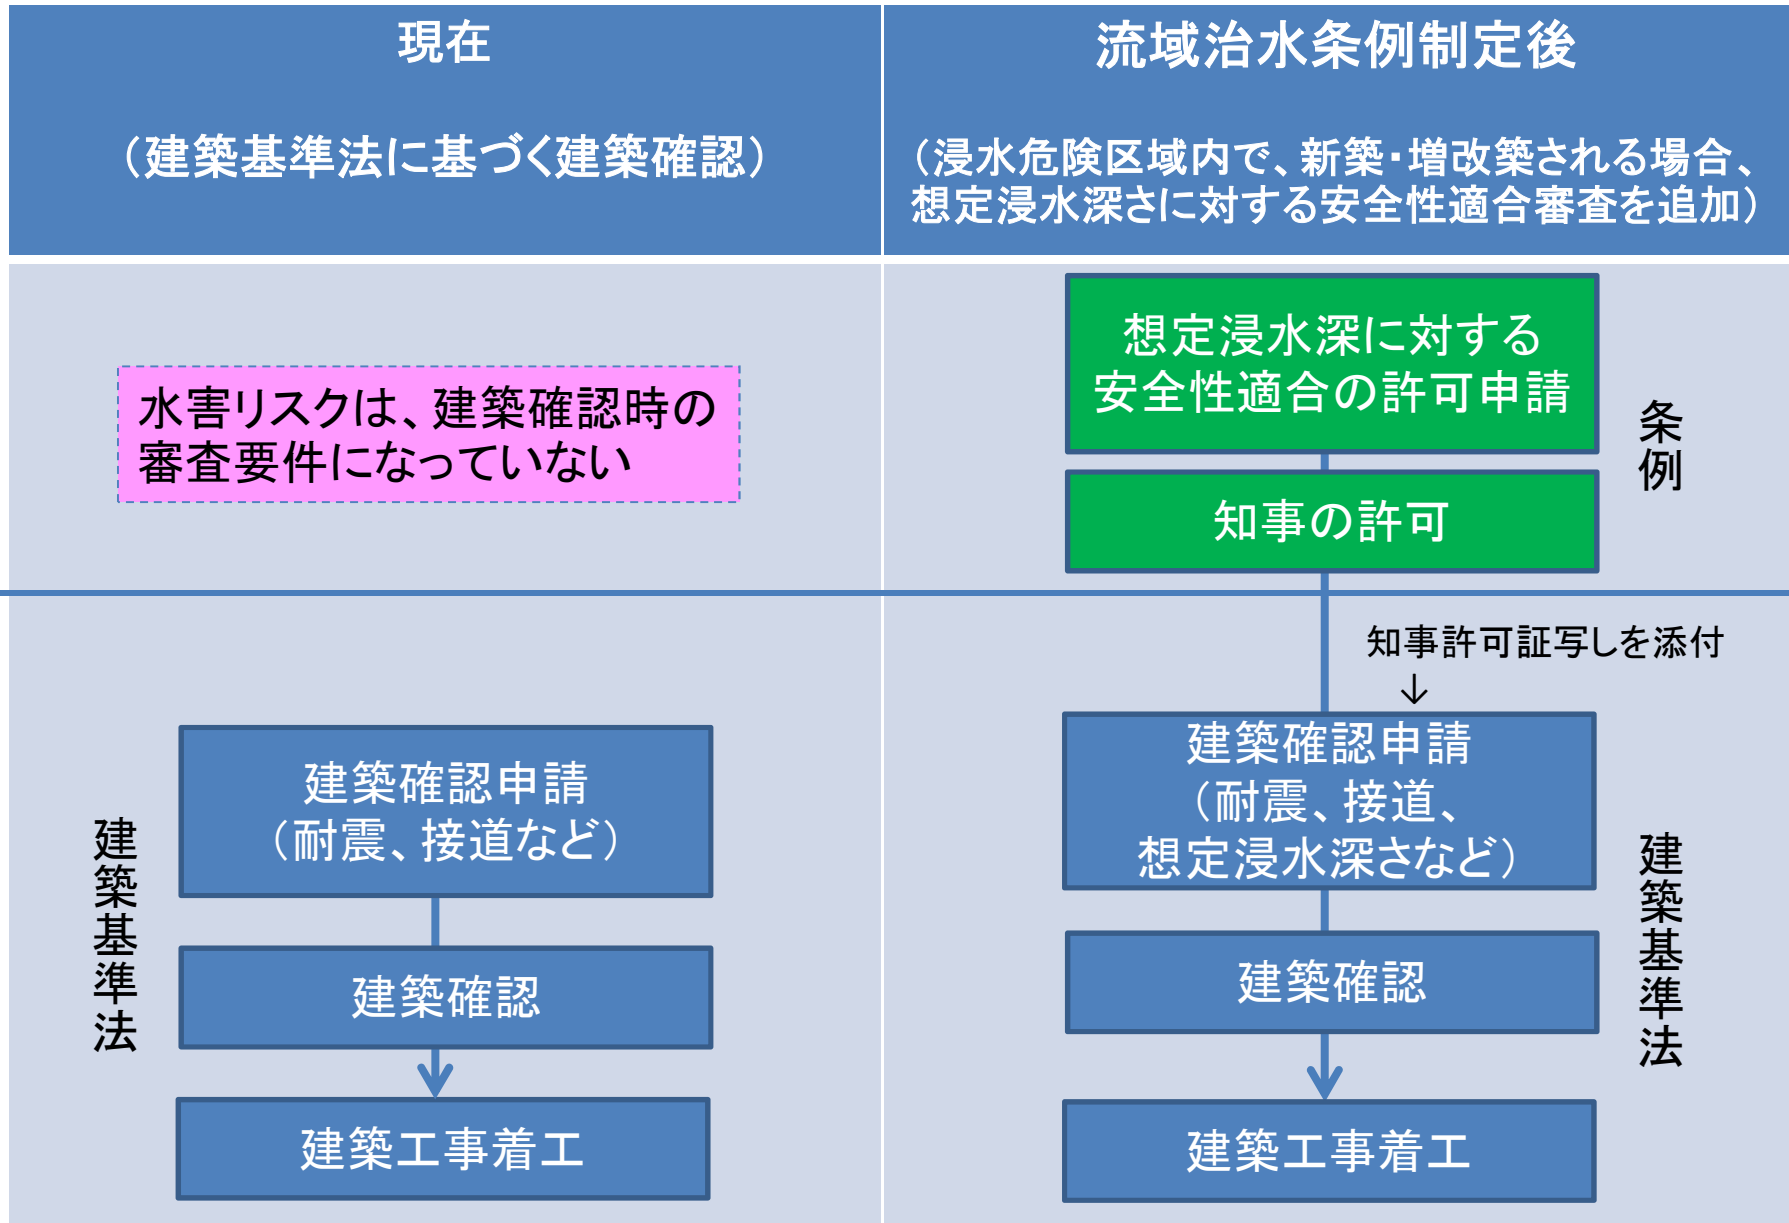 現在
（建築基準法に基づく建築確認）
流域治水条例制定後
（浸水危険区域内で、新築・増改築される場合、
想定浸水深さに対する安全性適合審査を追加）
水害リスクは、建築確認時の
審査要件になっていない
想定浸水深に対する
安全性適合の許可申請
知事の許可
条例
建築基準法
建築確認申請
（耐震、接道など）
建築確認
建築工事着工
知事許可証写しを添付
↓
建築確認申請
（耐震、接道、
想定浸水深さなど）
建築確認
建築工事着工
建築基準法